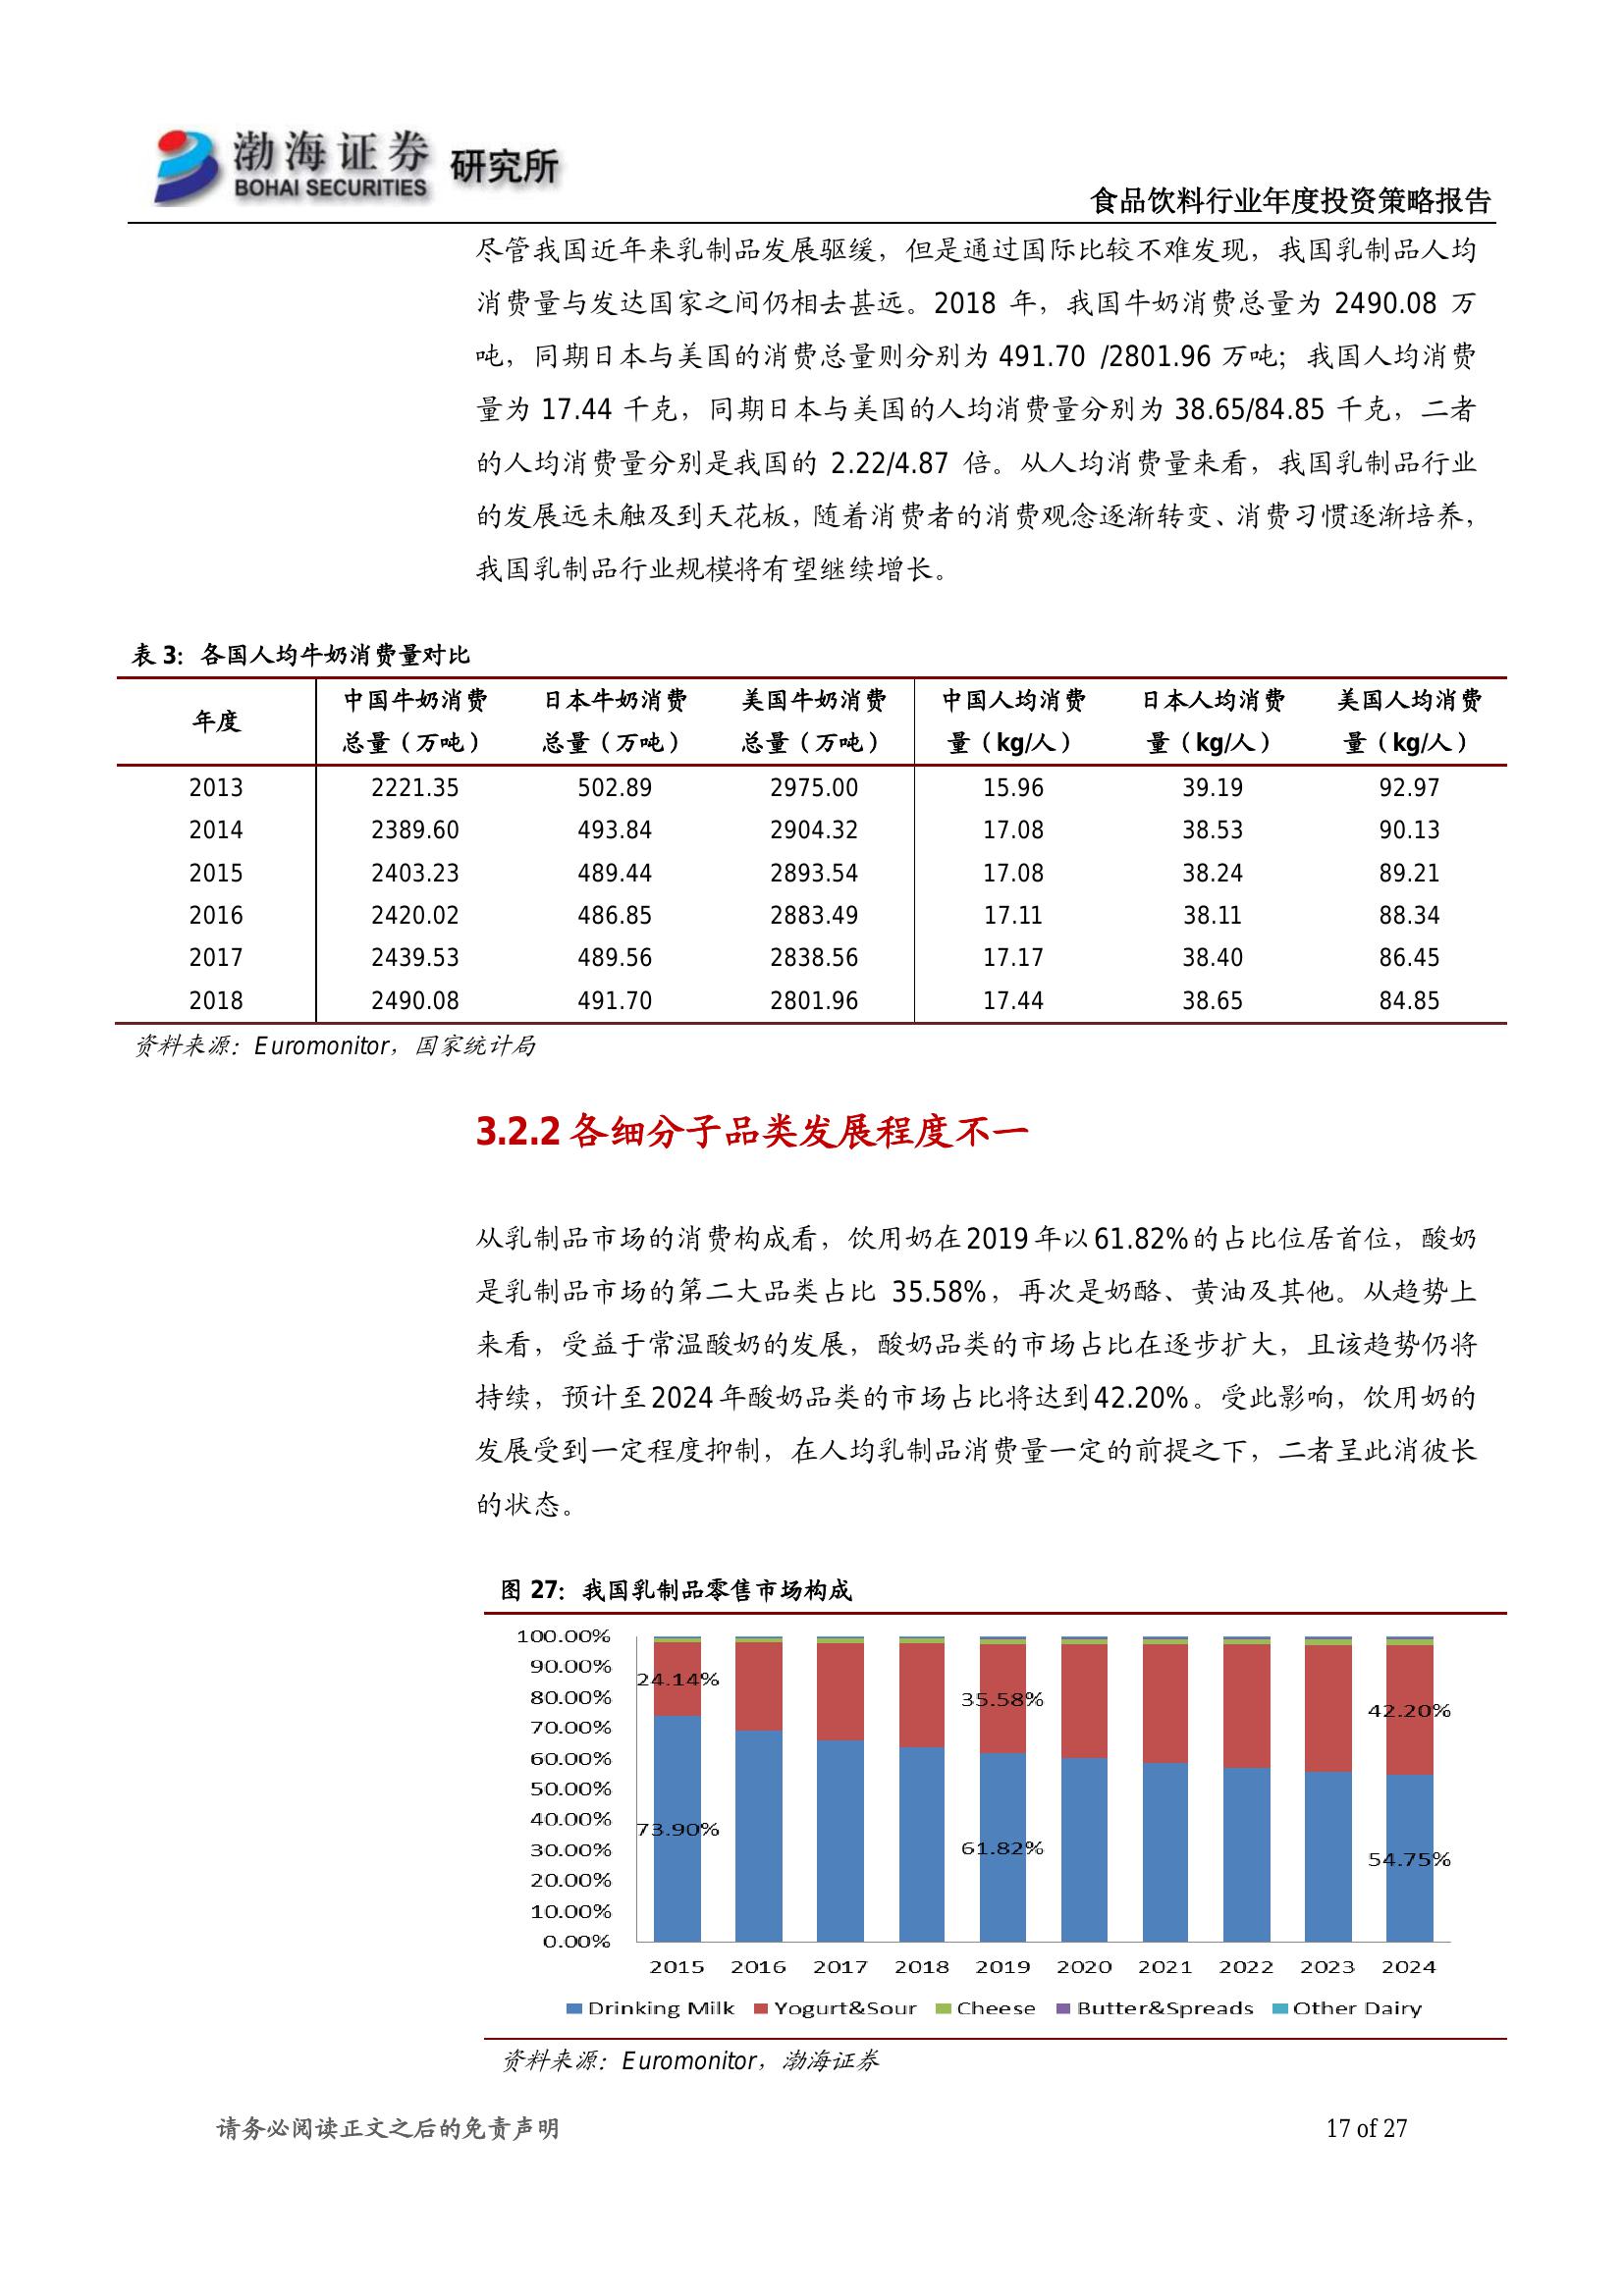 渤海证券 研究所
BOHAI SECURITIES
食品饮料行业年度投资策略报告
尽管我国近年来乳制品发展驱缓，但是通过国际比较不难发现，我国乳制品人均
消费量与发达国家之间仍相去甚远。2018 年，我国牛奶消费总量为 2490.08 万
吨，同期日本与美国的消费总量则分别为 491.70 /2801.96 万吨；我国人均消费
量为 17.44 千克，同期日本与美国的人均消费量分别为 38.65/84.85 千克，二者
的人均消费量分别是我国的 2.22/4.87 倍。从人均消费量来看，我国乳制品行业
的发展远未触及到天花板，随着消费者的消费观念逐渐转变、消费习惯逐渐培养，
我国乳制品行业规模将有望继续增长。
表 3：各国人均牛奶消费量对比
年度 中国牛奶消费 日本牛奶消费 美国牛奶消费 中国人均消费 日本人均消费 美国人均消费
总量（万吨） 总量（万吨） 总量（万吨） 量（kg/人） 量（kg/人） 量（kg/人）
2013 2221.35 502.89 2975.00 15.96 39.19 92.97
2014 2389.60 493.84 2904.32 17.08 38.53 90.13
2015 2403.23 489.44 2893.54 17.08 38.24 89.21
2016 2420.02 486.85 2883.49 17.11 38.11 88.34
2017 2439.53 489.56 2838.56 17.17 38.40 86.45
2018 2490.08 491.70 2801.96 17.44 38.65 84.85
资料来源：Euromonitor，国家统计局
3.2.2 各细分子品类发展程度不一
从乳制品市场的消费构成看，饮用奶在 2019 年以 61.82%的占比位居首位，酸奶
是乳制品市场的第二大品类占比 35.58%，再次是奶酪、黄油及其他。从趋势上
来看，受益于常温酸奶的发展，酸奶品类的市场占比在逐步扩大，且该趋势仍将
持续，预计至 2024 年酸奶品类的市场占比将达到 42.20%。受此影响，饮用奶的
发展受到一定程度抑制，在人均乳制品消费量一定的前提之下，二者呈此消彼长
的状态。
图 27：我国乳制品零售市场构成
100.00%
90.00%
80.00%
70.00%
60.00%
50.00%
40.00%
30.00%
20.00%
10.00%
0.00%
24.14%
35.58%
42.20%
73.90%
61.82%
54.75%
2015 2016 2017 2018 2019 2020 2021 2022 2023 2024
Drinking Milk Yogurt&Sour Cheese Butter&Spreads Other Dairy
资料来源：Euromonitor，渤海证券
请务必阅读正文之后的免责声明
17 of 27